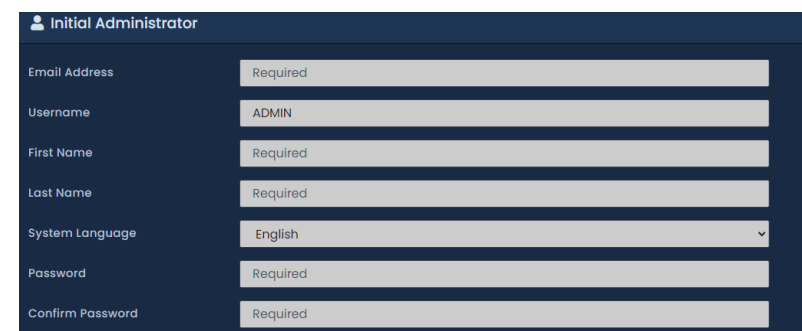 Initial Administrator
Email Address Required
Username ADMIN
First Name Required
Last Name Required
System Language English
Password Required
Confirm Password Required